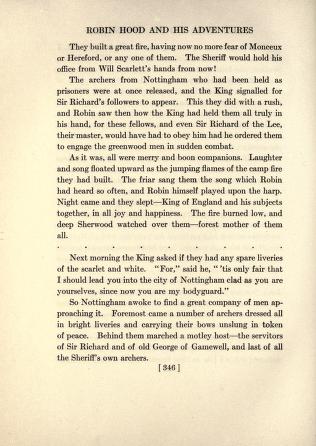 ROBIN HOOD AND HIS ADVENTURES
They built a great fire, having now no more fear of Monceux
or Hereford, or any one of them. The Sheriff would hold his
office from Will Scarlett's hands from now!
The archers from Nottingham who had been held as
prisoners were at once released, and the King signalled for
Sir Richard's followers to appear. This they did with a rush,
and Robin saw then how the King had held them all truly in
his hand, for these fellows, and even Sir Richard of the Lee,
their master, would have had to obey him had he ordered them
to engage the greenwood men in sudden combat.
As it was, all were merry and boon companions. Laughter
and song floated upward as the jumping flames of the camp fire
they had built. The friar sang them the song which Robin
had heard so often, and Robin himself played upon the harp.
Night came and they slept—King of England and his subjects
together, in all joy and happiness. The fire burned low, and
deep Sherwood watched over them—forest mother of them
all.
. . . . . . . . .
Next morning the King asked if they had any spare liveries
of the scarlet and white. "For," said he, " 'tis only fair that
I should lead you into the city of Nottingham clad as you are
yourselves, since now you are my bodyguard."
So Nottingham awoke to find a great company of men ap-
proaching it. Foremost came a number of archers dressed all
in bright liveries and carrying their bows unslung in token
of peace. Behind them marched a motley host—the servitors
of Sir Richard and of old George of Gamewell, and last of all
the Sheriff's own archers.
[ 346 ]